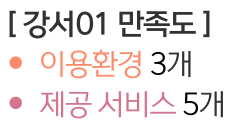 [ 강서01 만족도 ]
• 이용환경 3개
• 제공 서비스 5개